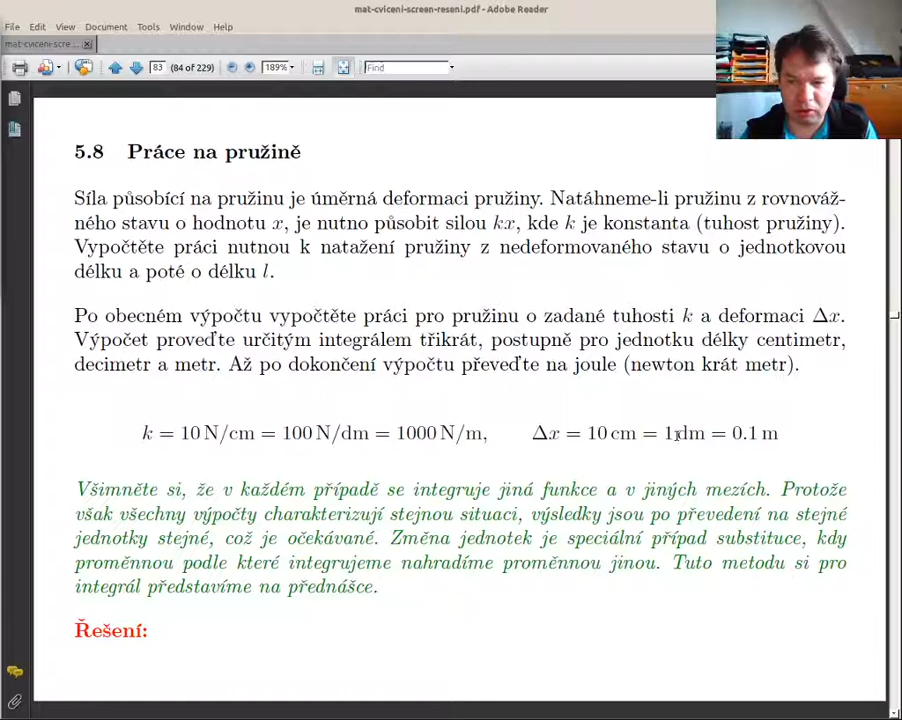 mat-cviceni-screen-reseni.pdf - Adobe Reader
File Edit View Document Tools Window Help
mat-cviceni-scre ...
83 (84 of 229) 189% Find
5.8 Práce na pružině
Síla působící na pružinu je úměrná deformaci pružiny. Natáhneme-li pružinu z rovnováž-
ného stavu o hodnotu x, je nutno působit silou kx, kde k je konstanta (tuhost pružiny).
Vypočtěte práci nutnou k natažení pružiny z nedeformovaného stavu o jednotkovou
délku a poté o délku l.
Po obecném výpočtu vypočtěte práci pro pružinu o zadané tuhosti k a deformaci Δx.
Výpočet proveďte určitým integrálem třikrát, postupně pro jednotku délky centimetr,
decimetr a metr. Až po dokončení výpočtu převeďte na joule (newton krát metr).
k = 10 N/cm = 100 N/dm = 1000 N/m, Δx = 10 cm = 1 dm = 0.1 m
Všimněte si, že v každém případě se integruje jiná funkce a v jiných mezích. Protože
však všechny výpočty charakterizují stejnou situaci, výsledky jsou po převedení na stejné
jednotky stejné, což je očekávané. Změna jednotek je speciální případ substituce, kdy
proměnnou podle které integrujeme nahradíme proměnnou jinou. Tuto metodu si pro
integrál představíme na přednášce.
Řešení: